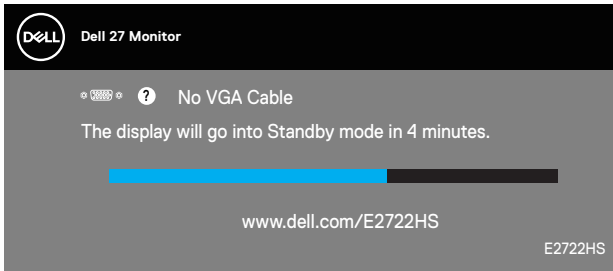 DELL Dell 27 Monitor
? No VGA Cable
The display will go into Standby mode in 4 minutes.
www.dell.com/E2722HS
E2722HS